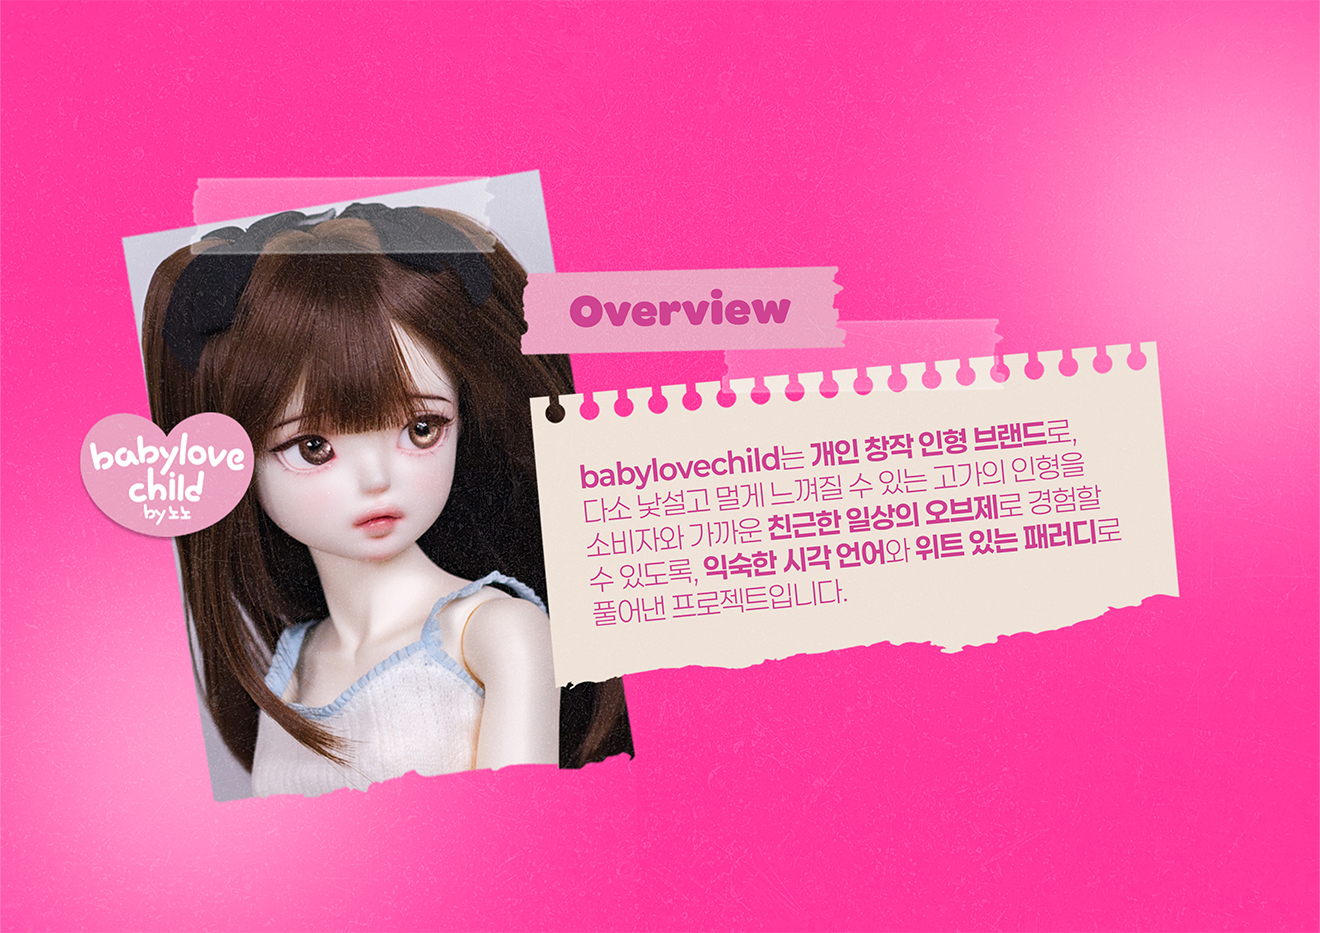 Overview
babylove
child
by 노노
babylovechild는 개인 창작 인형 브랜드로,
다소 낯설고 멀게 느껴질 수 있는 고가의 인형을
소비자와 가까운 친근한 일상의 오브제로 경험할
수 있도록, 익숙한 시각 언어와 위트 있는 패러디로
풀어낸 프로젝트입니다.